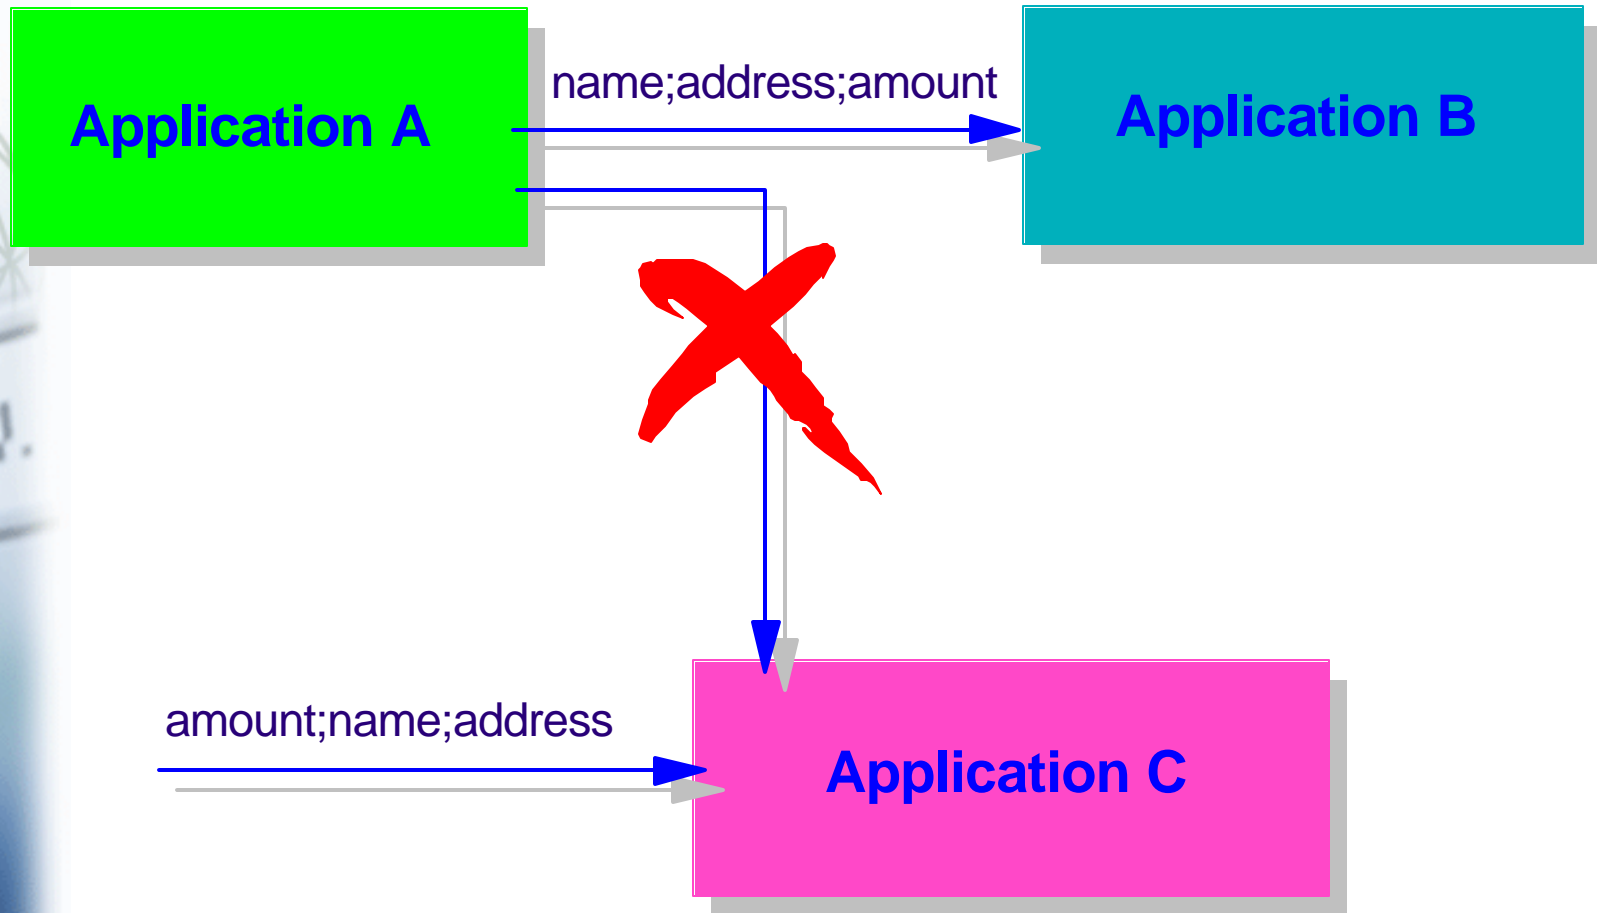 Application A
name;address;amount
Application B
amount;name;address
Application C